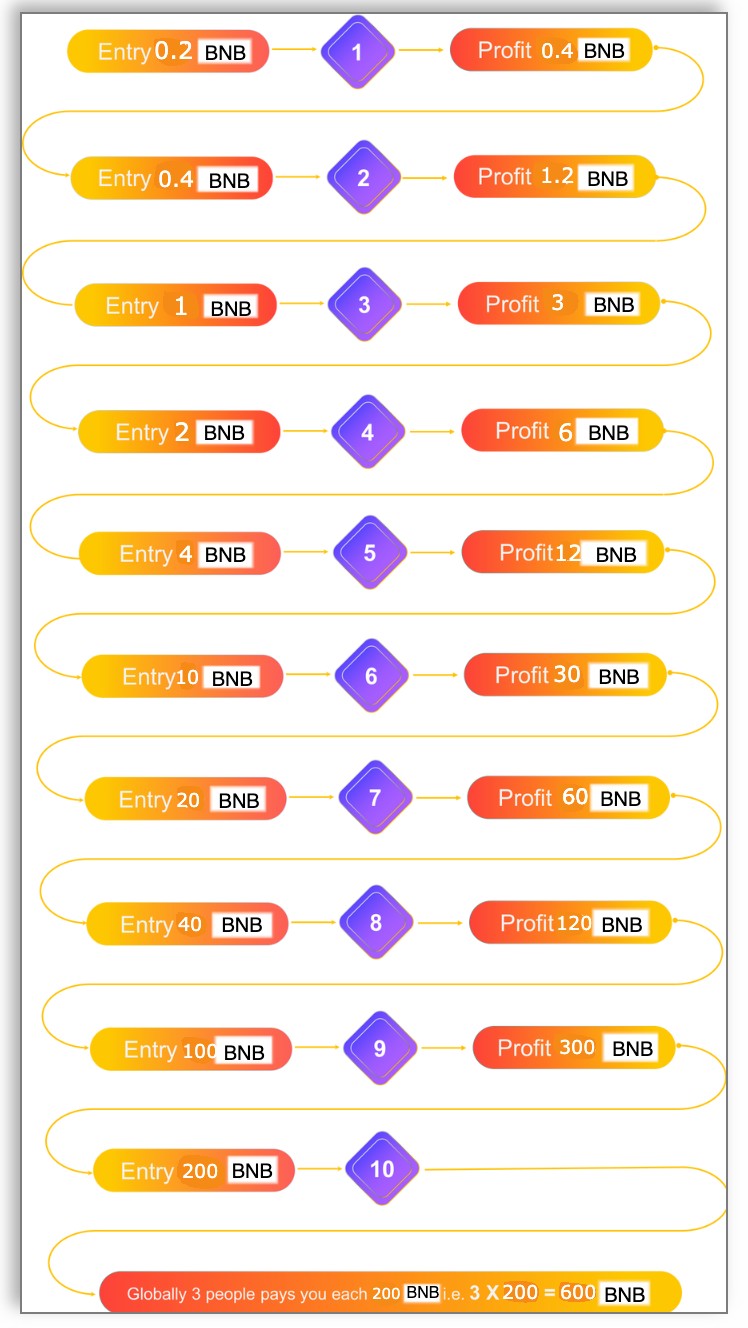 Entry 0.2 BNB 1 Profit 0.4 BNB
Entry 0.4 BNB 2 Profit 1.2 BNB
Entry 1 BNB 3 Profit 3 BNB
Entry 2 BNB 4 Profit 6 BNB
Entry 4 BNB 5 Profit 12 BNB
Entry 10 BNB 6 Profit 30 BNB
Entry 20 BNB 7 Profit 60 BNB
Entry 40 BNB 8 Profit 120 BNB
Entry 100 BNB 9 Profit 300 BNB
Entry 200 BNB 10
Globally 3 people pays you each 200 BNB i.e. 3 X 200 = 600 BNB